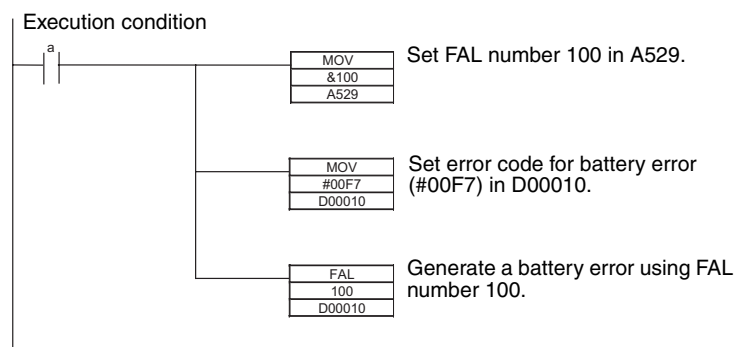 Execution condition
a
MOV
&100
A529
Set FAL number 100 in A529.
MOV
#00F7
D00010
Set error code for battery error
(#00F7) in D00010.
FAL
100
D00010
Generate a battery error using FAL
number 100.